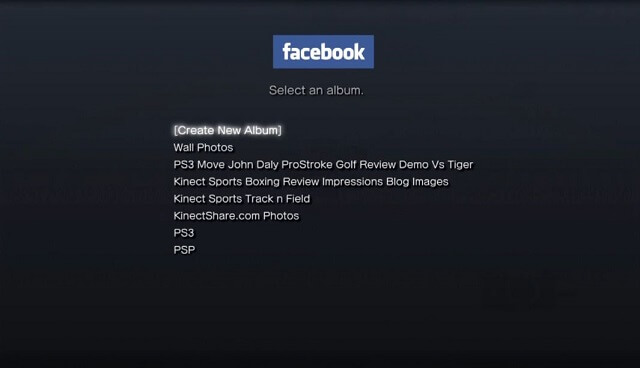 facebook
Select an album.
[Create New Album]
Wall Photos
PS3 Move John Daly ProStroke Golf Review Demo Vs Tiger
Kinect Sports Boxing Review Impressions Blog Images
Kinect Sports Track n Field
KinectShare.com Photos
PS3
PSP